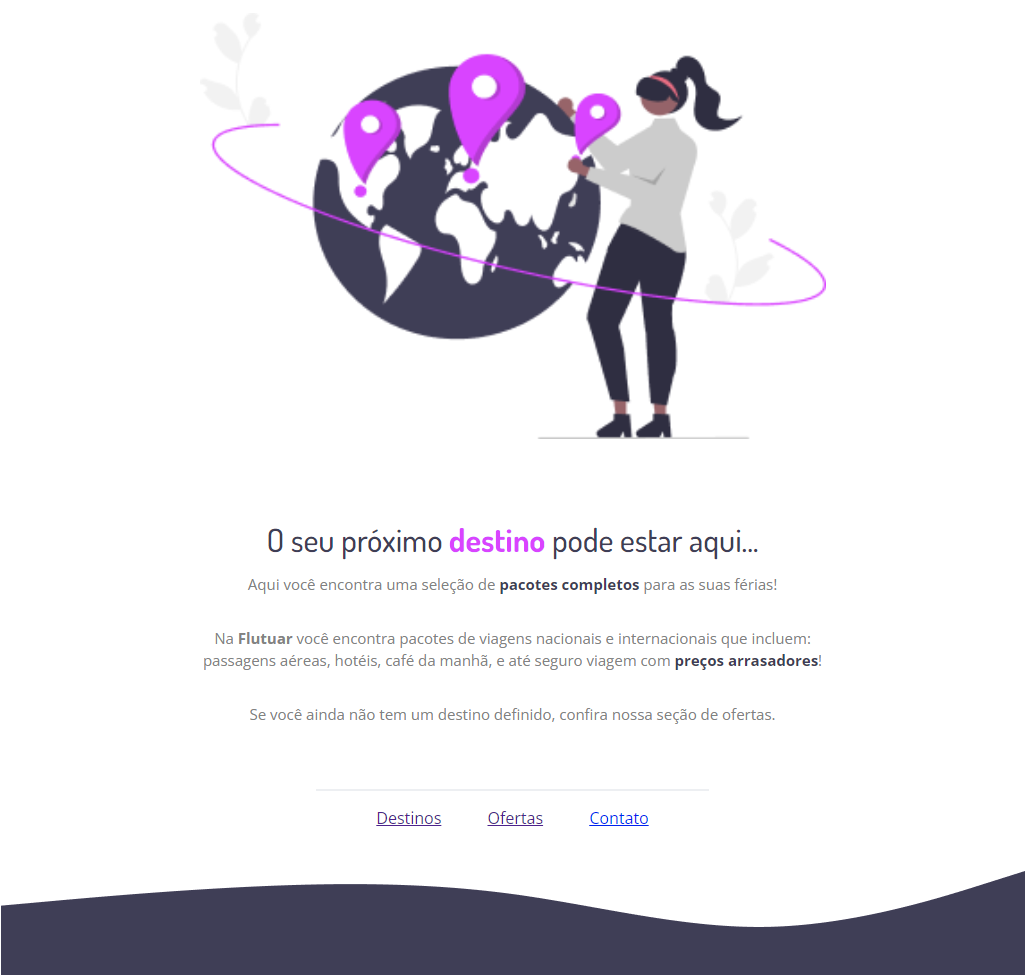 O seu próximo destino pode estar aqui...
Aqui você encontra uma seleção de pacotes completos para as suas férias!
Na Flutuar você encontra pacotes de viagens nacionais e internacionais que incluem:
passagens aéreas, hotéis, café da manhã, e até seguro viagem com preços arrasadores!
Se você ainda não tem um destino definido, confira nossa seção de ofertas.
Destinos Ofertas Contato